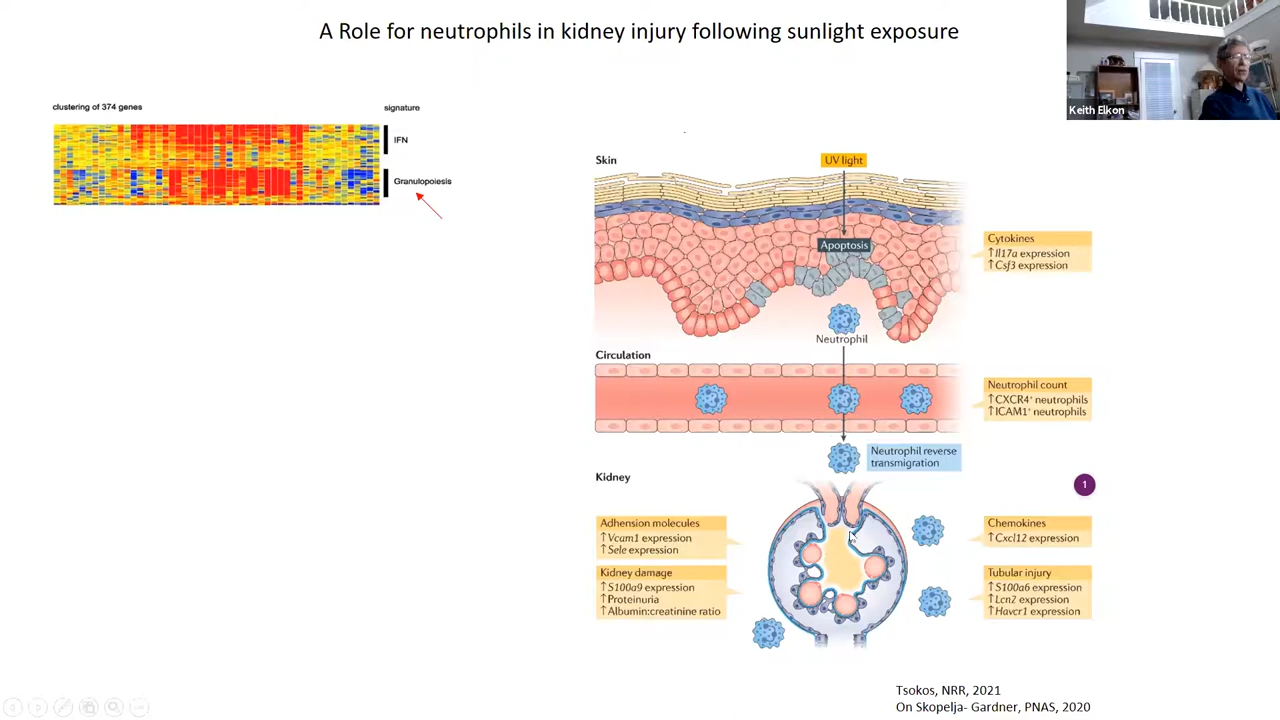 A Role for neutrophils in kidney injury following sunlight exposure
Keith Elkon
clustering of 374 genes
signature
IFN
Granulopoiesis
Skin
UV light
Apoptosis
Cytokines
↑Il17a expression
↑Csf3 expression
Neutrophil
Circulation
Neutrophil count
↑CXCR4⁺ neutrophils
↑ICAM1⁺ neutrophils
Neutrophil reverse
transmigration
Kidney
1
Adhension molecules
↑Vcam1 expression
↑Sele expression
Kidney damage
↑S100a9 expression
↑Proteinuria
↑Albumin:creatinine ratio
Chemokines
↑Cxcl12 expression
Tubular injury
↑S100a6 expression
↑Lcn2 expression
↑Havcr1 expression
Tsokos, NRR, 2021
On Skopelja- Gardner, PNAS, 2020